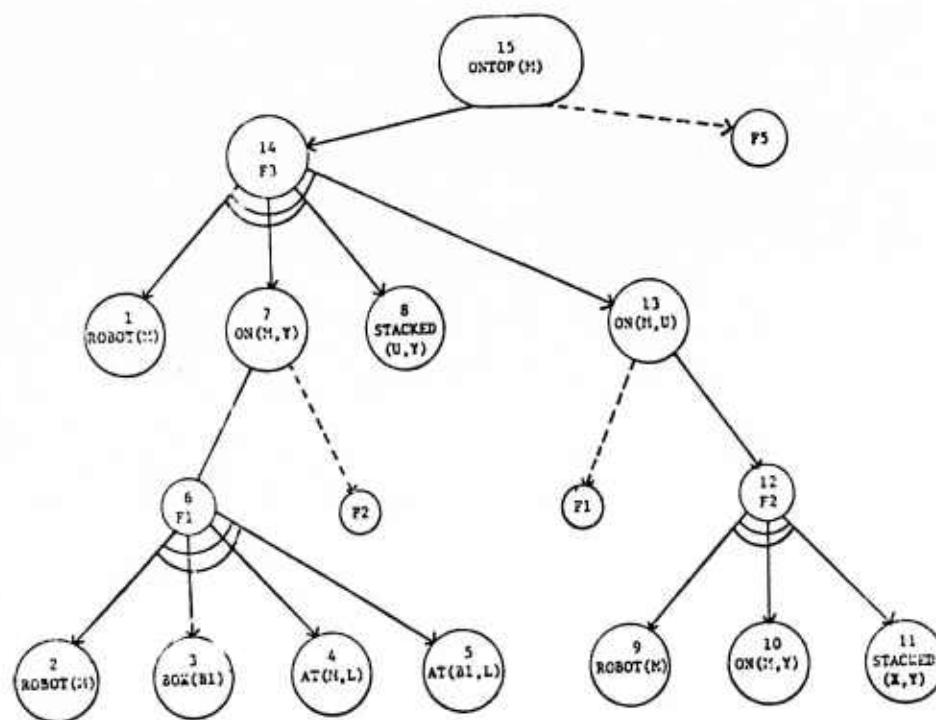 15
ONTOP(M)
F5
14
F3
1
ROBOT(M)
7
ON(M,Y)
8
STACKED
(U,Y)
13
ON(M,U)
6
F1
F2
F1
12
F2
2
ROBOT(M)
3
BOX(B1)
4
AT(M,L)
5
AT(B1,L)
9
ROBOT(M)
10
ON(M,Y)
11
STACKED
(X,Y)